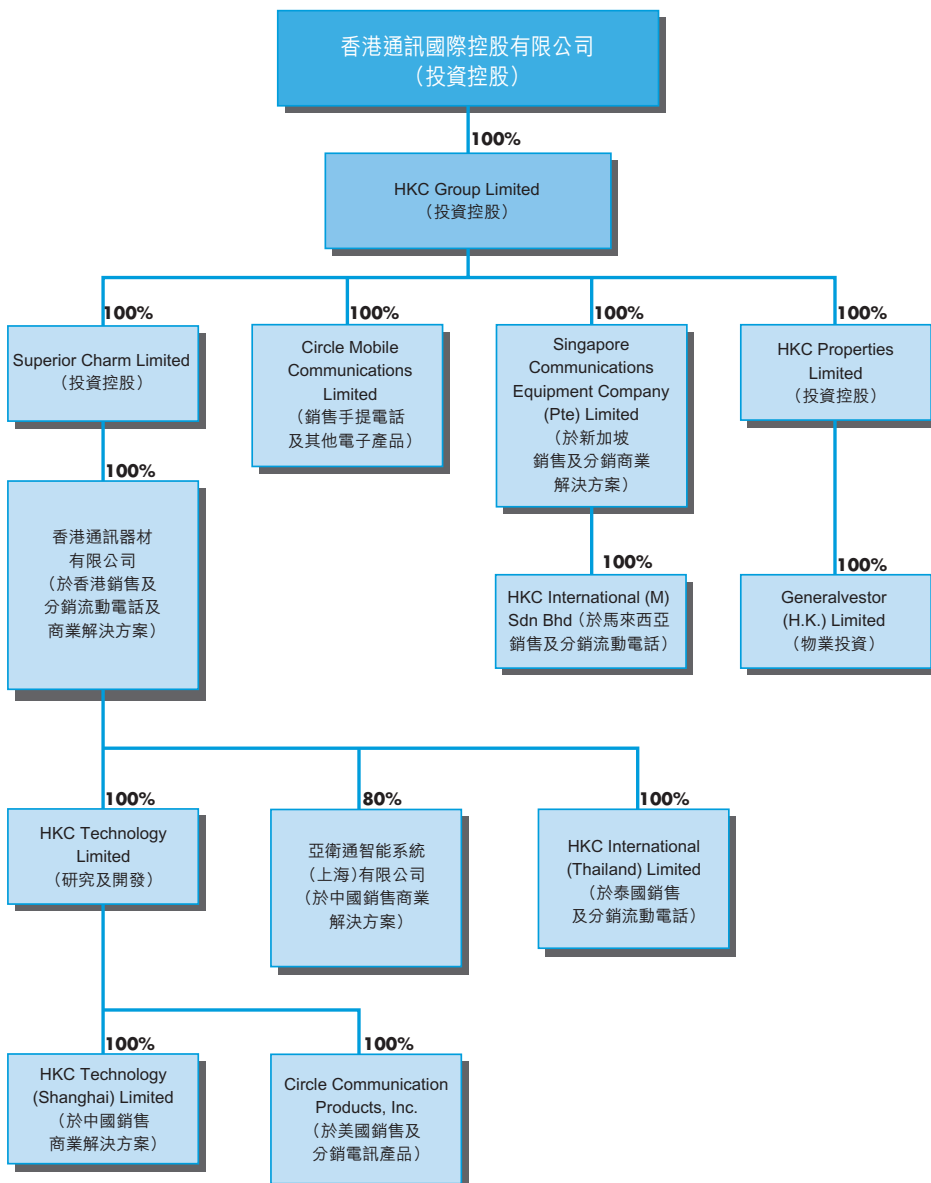 香港通訊國際控股有限公司
（投資控股）
100%
HKC Group Limited
（投資控股）
100%
100%
100%
100%
Superior Charm Limited
（投資控股）
Circle Mobile
Communications
Limited
（銷售手提電話
及其他電子產品）
Singapore
Communications
Equipment Company
(Pte) Limited
（於新加坡
銷售及分銷商業
解決方案）
HKC Properties
Limited
（投資控股）
100%
香港通訊器材
有限公司
（於香港銷售及
分銷流動電話及
商業解決方案）
100%
HKC International (M)
Sdn Bhd（於馬來西亞
銷售及分銷流動電話）
100%
Generalvestor
(H.K.) Limited
（物業投資）
100%
HKC Technology
Limited
（研究及開發）
80%
亞衛通智能系統
（上海）有限公司
（於中國銷售商業
解決方案）
100%
HKC International
(Thailand) Limited
（於泰國銷售
及分銷流動電話）
100%
HKC Technology
(Shanghai) Limited
（於中國銷售
商業解決方案）
100%
Circle Communication
Products, Inc.
（於美國銷售及
分銷電訊產品）